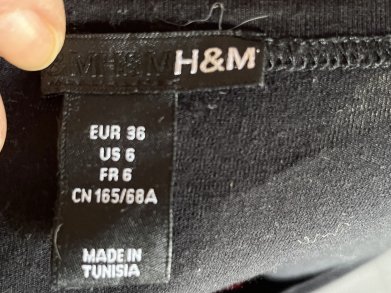 H&M
EUR 36
US 6
FR 6
CN 165/68A
MADE IN
TUNISIA